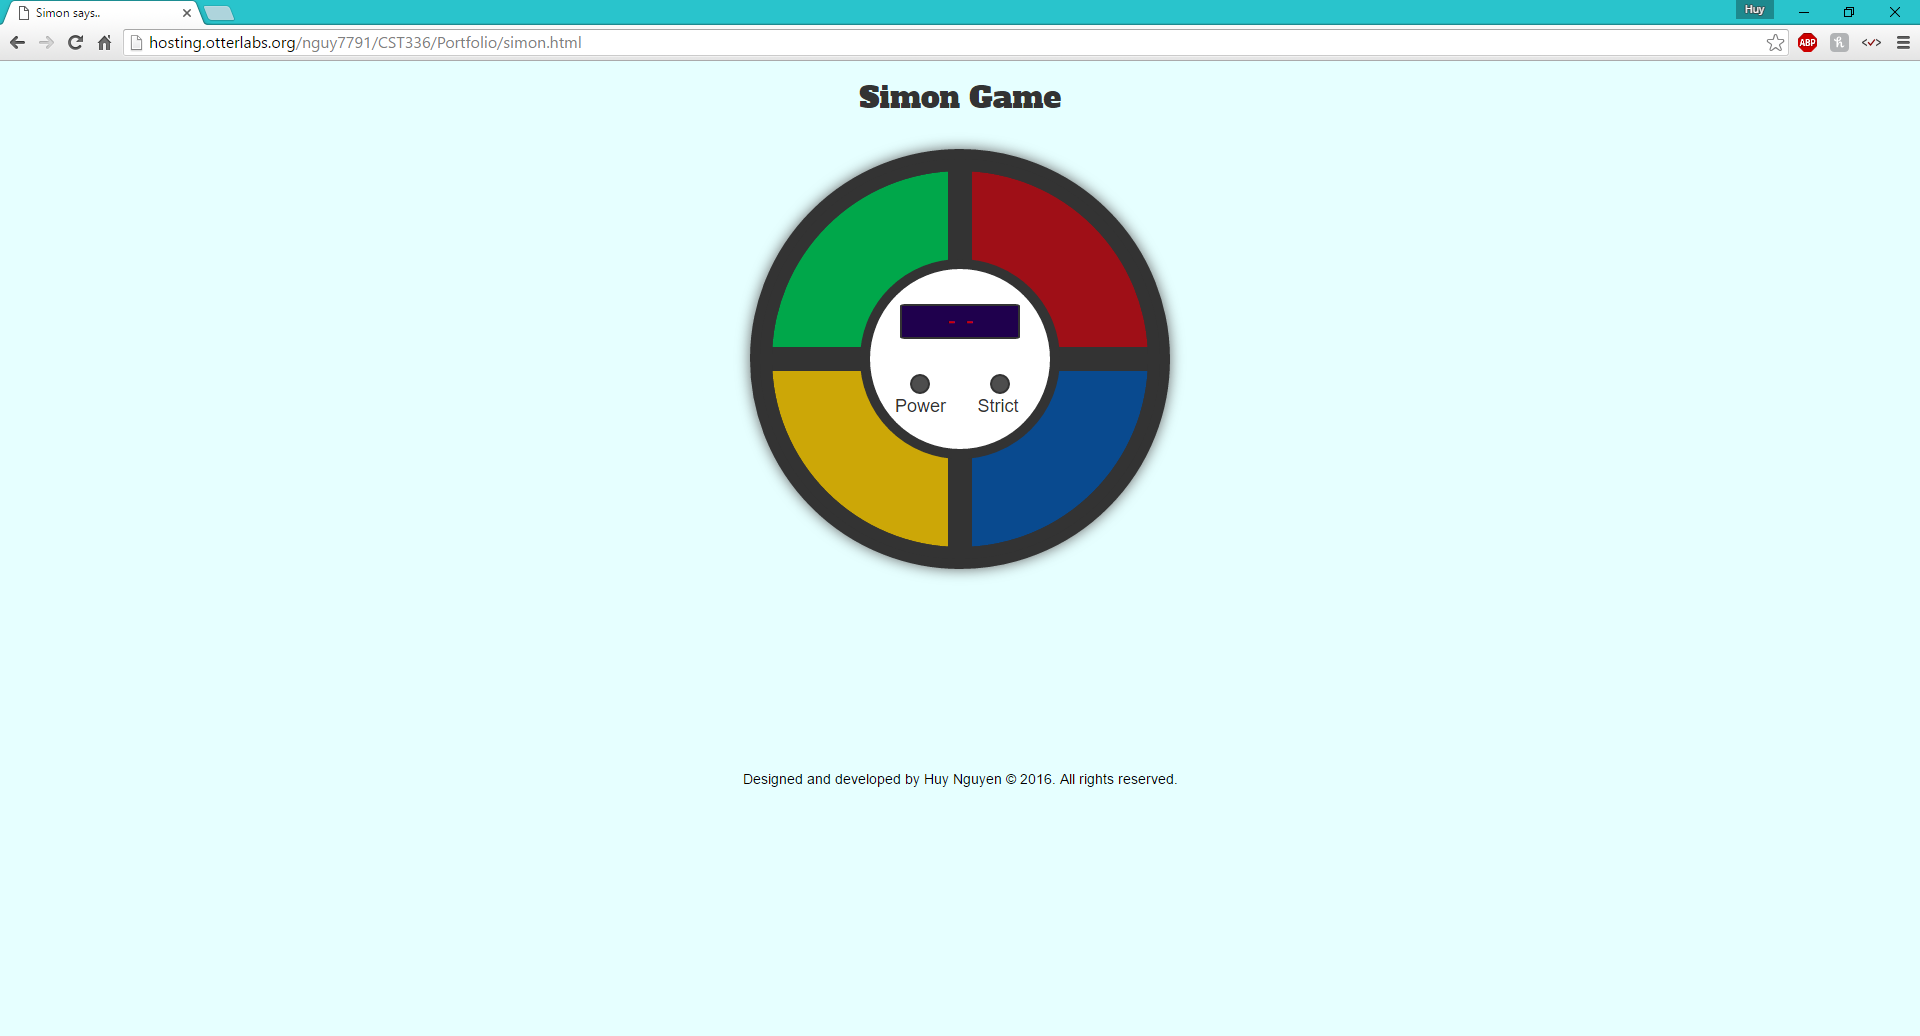 Simon says..
Huy
hosting.otterlabs.org/nguy7791/CST336/Portfolio/simon.html
ABP
Simon Game
- -
Power
Strict
Designed and developed by Huy Nguyen © 2016. All rights reserved.